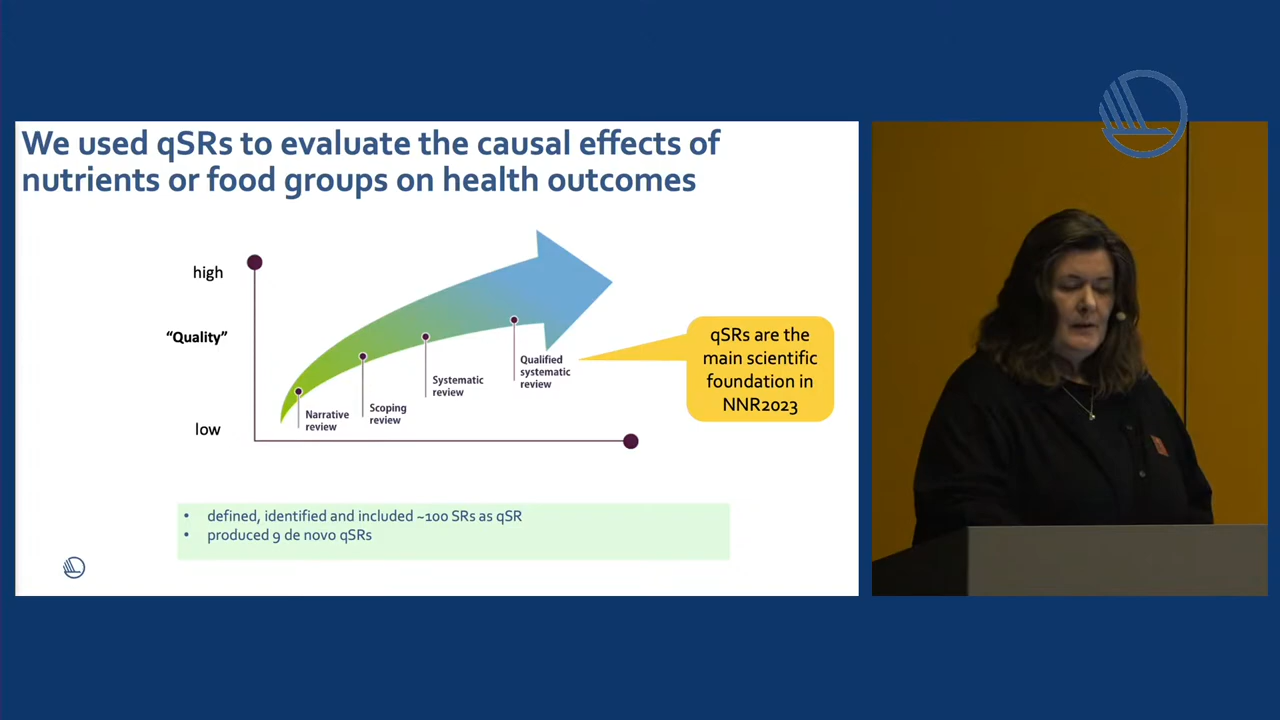 We used qSRs to evaluate the causal effects of
nutrients or food groups on health outcomes
high
“Quality”
low
Narrative
review
Scoping
review
Systematic
review
Qualified
systematic
review
qSRs are the
main scientific
foundation in
NNR2023
• defined, identified and included ~100 SRs as qSR
• produced 9 de novo qSRs